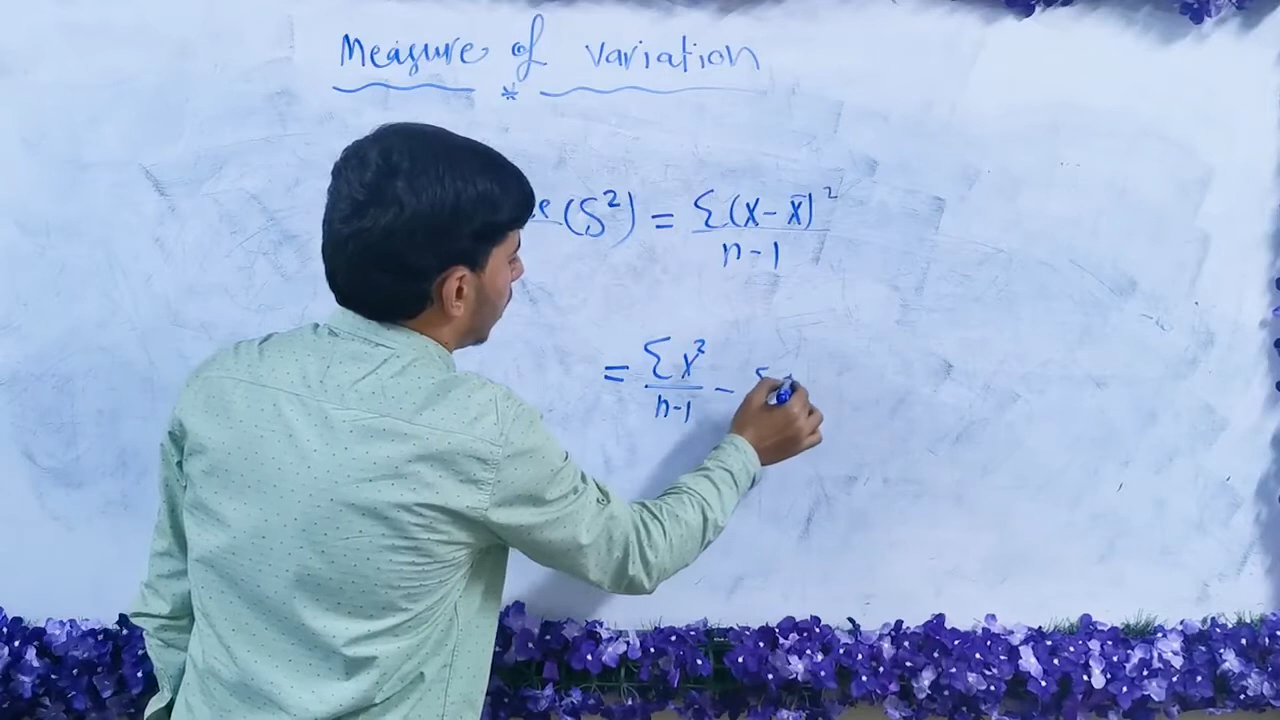 Measure of variation
*
(S²) = Σ(x-x̄)² / n-1
= Σx² / n-1 -